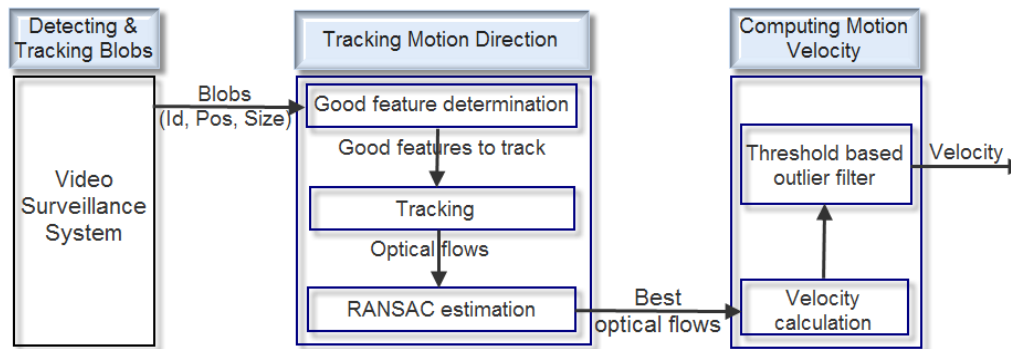 Detecting &
Tracking Blobs
Tracking Motion Direction
Computing Motion
Velocity
Video
Surveillance
System
Blobs
(Id, Pos, Size)
Good feature determination
Good features to track
Tracking
Optical flows
RANSAC estimation
Best
optical flows
Velocity
calculation
Threshold based
outlier filter
Velocity